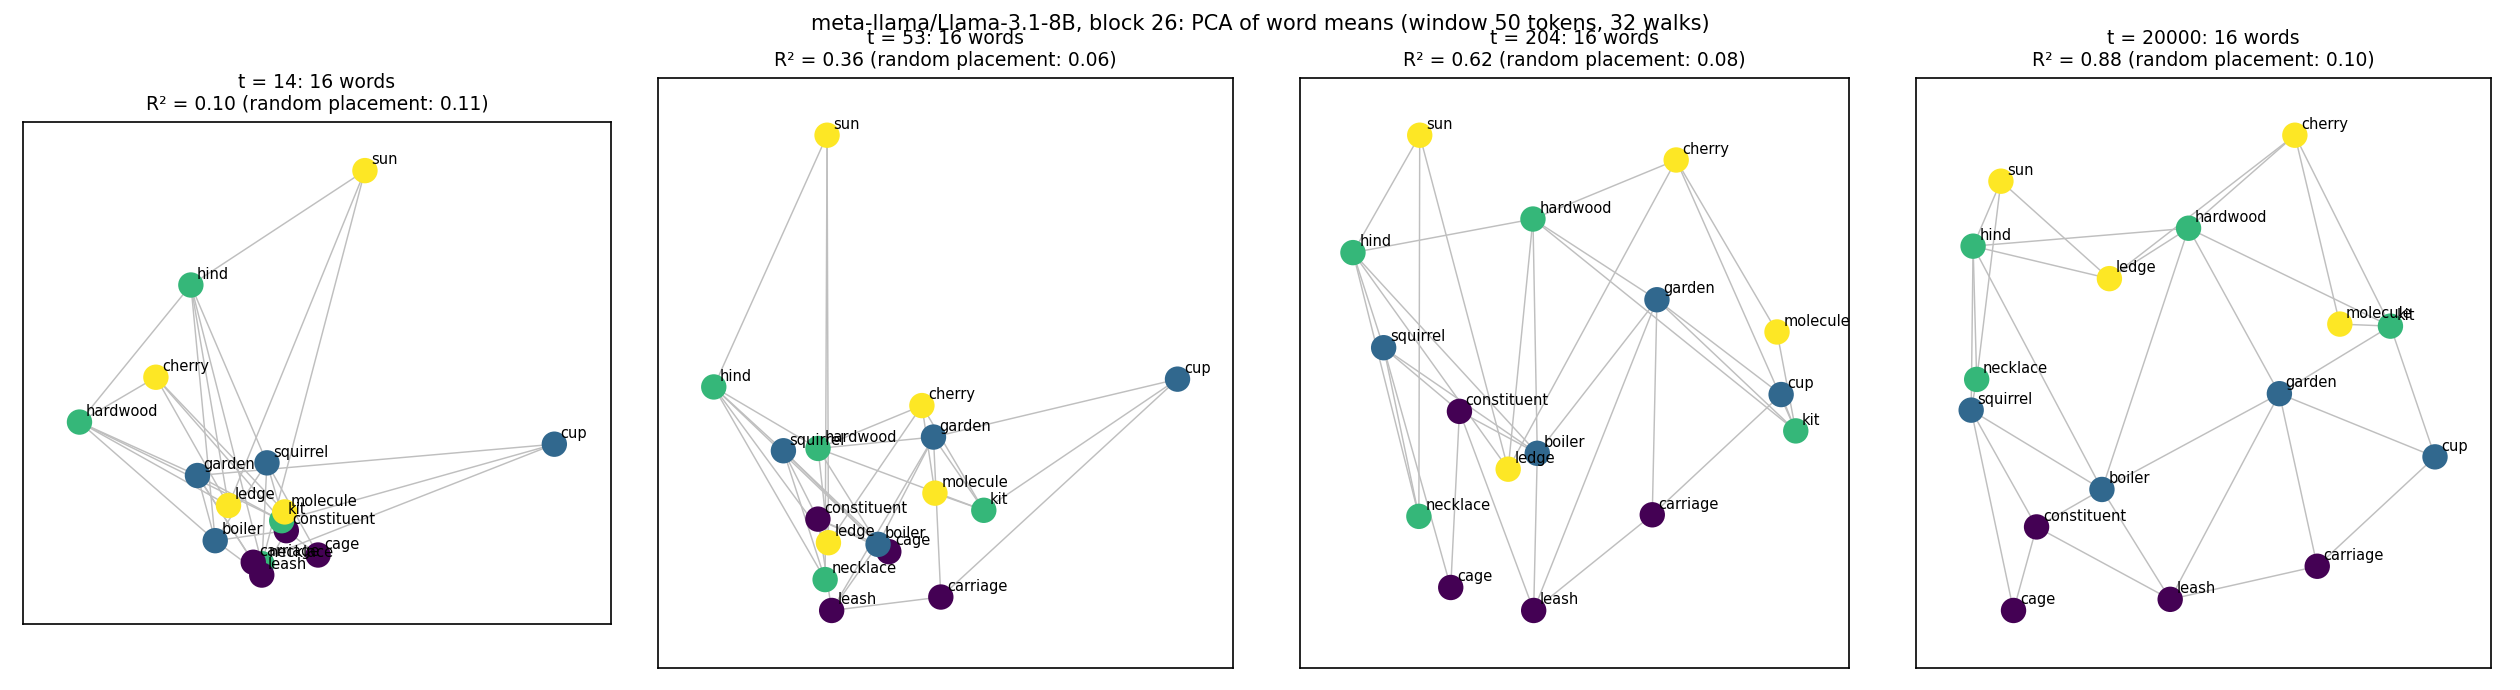 meta-llama/Llama-3.1-8B, block 26: PCA of word means (window 50 tokens, 32 walks)
t = 14: 16 words
R² = 0.10 (random placement: 0.11)
sun
hind
cherry
hardwood
cup
squirrel
garden
ledge
molecule
kit
constituent
boiler
cage
carriage
necklace
leash
t = 53: 16 words
R² = 0.36 (random placement: 0.06)
sun
cup
hind
cherry
garden
squirrel
hardwood
molecule
kit
constituent
ledge
boiler
cage
necklace
carriage
leash
t = 204: 16 words
R² = 0.62 (random placement: 0.08)
sun
cherry
hardwood
hind
garden
molecule
squirrel
cup
constituent
kit
boiler
ledge
necklace
carriage
cage
leash
t = 20000: 16 words
R² = 0.88 (random placement: 0.10)
cherry
sun
hardwood
hind
ledge
molecule
kit
necklace
garden
squirrel
cup
boiler
constituent
carriage
leash
cage